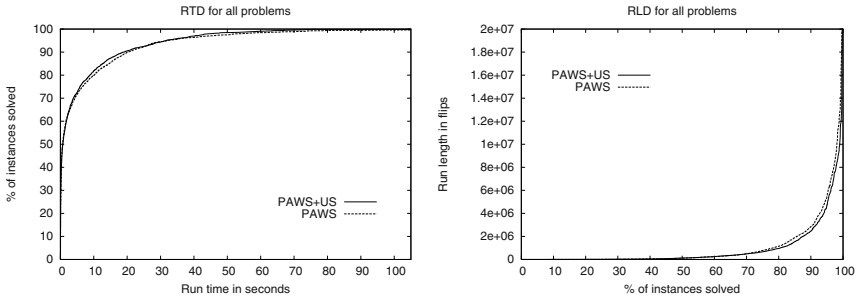 RTD for all problems
100
90
80
70
60
50
40
30
20
10
0
% of instances solved
PAWS+US
PAWS
0 10 20 30 40 50 60 70 80 90 100
Run time in seconds
RLD for all problems
2e+07
1.8e+07
1.6e+07
1.4e+07
1.2e+07
1e+07
8e+06
6e+06
4e+06
2e+06
0
Run length in flips
PAWS+US
PAWS
0 10 20 30 40 50 60 70 80 90 100
% of instances solved